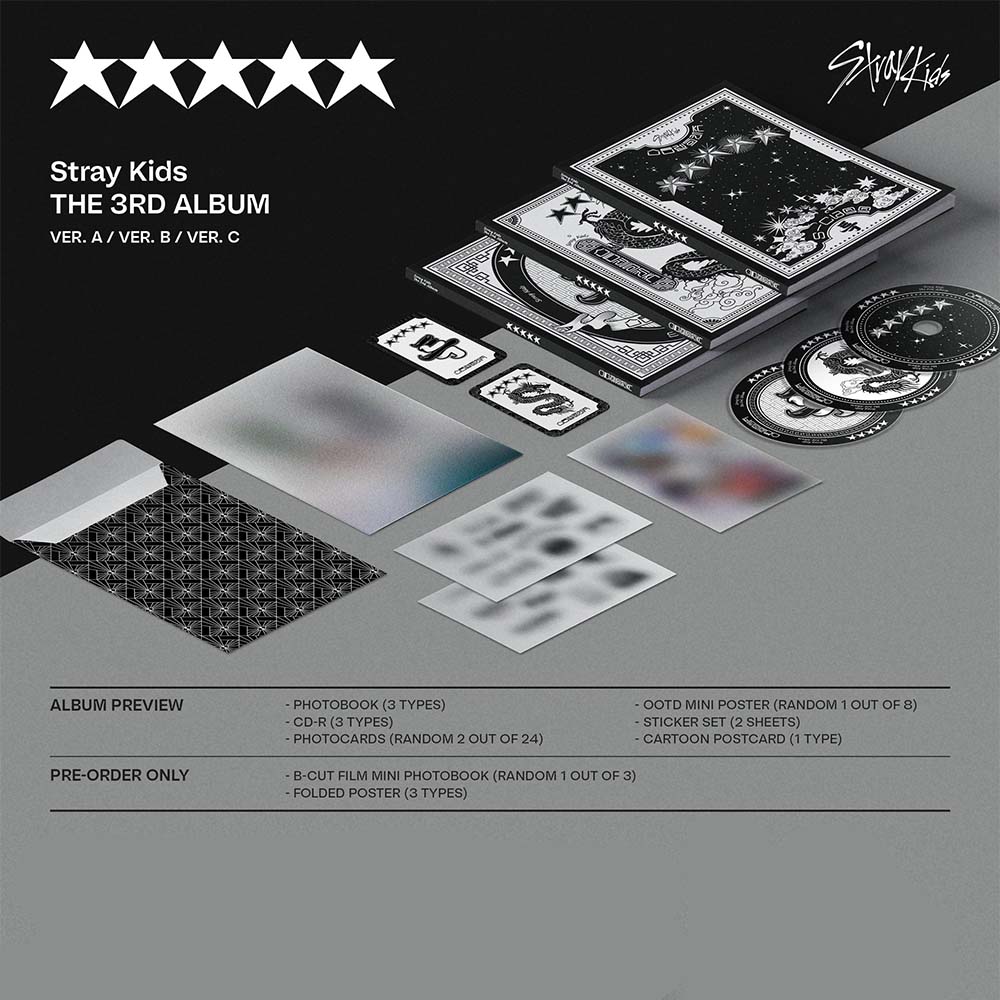 ★★★★★
Stray Kids
Stray Kids
THE 3RD ALBUM
VER. A / VER. B / VER. C
ALBUM PREVIEW
- PHOTOBOOK (3 TYPES)
- CD-R (3 TYPES)
- PHOTOCARDS (RANDOM 2 OUT OF 24)
- OOTD MINI POSTER (RANDOM 1 OUT OF 8)
- STICKER SET (2 SHEETS)
- CARTOON POSTCARD (1 TYPE)
PRE-ORDER ONLY
- B-CUT FILM MINI PHOTOBOOK (RANDOM 1 OUT OF 3)
- FOLDED POSTER (3 TYPES)